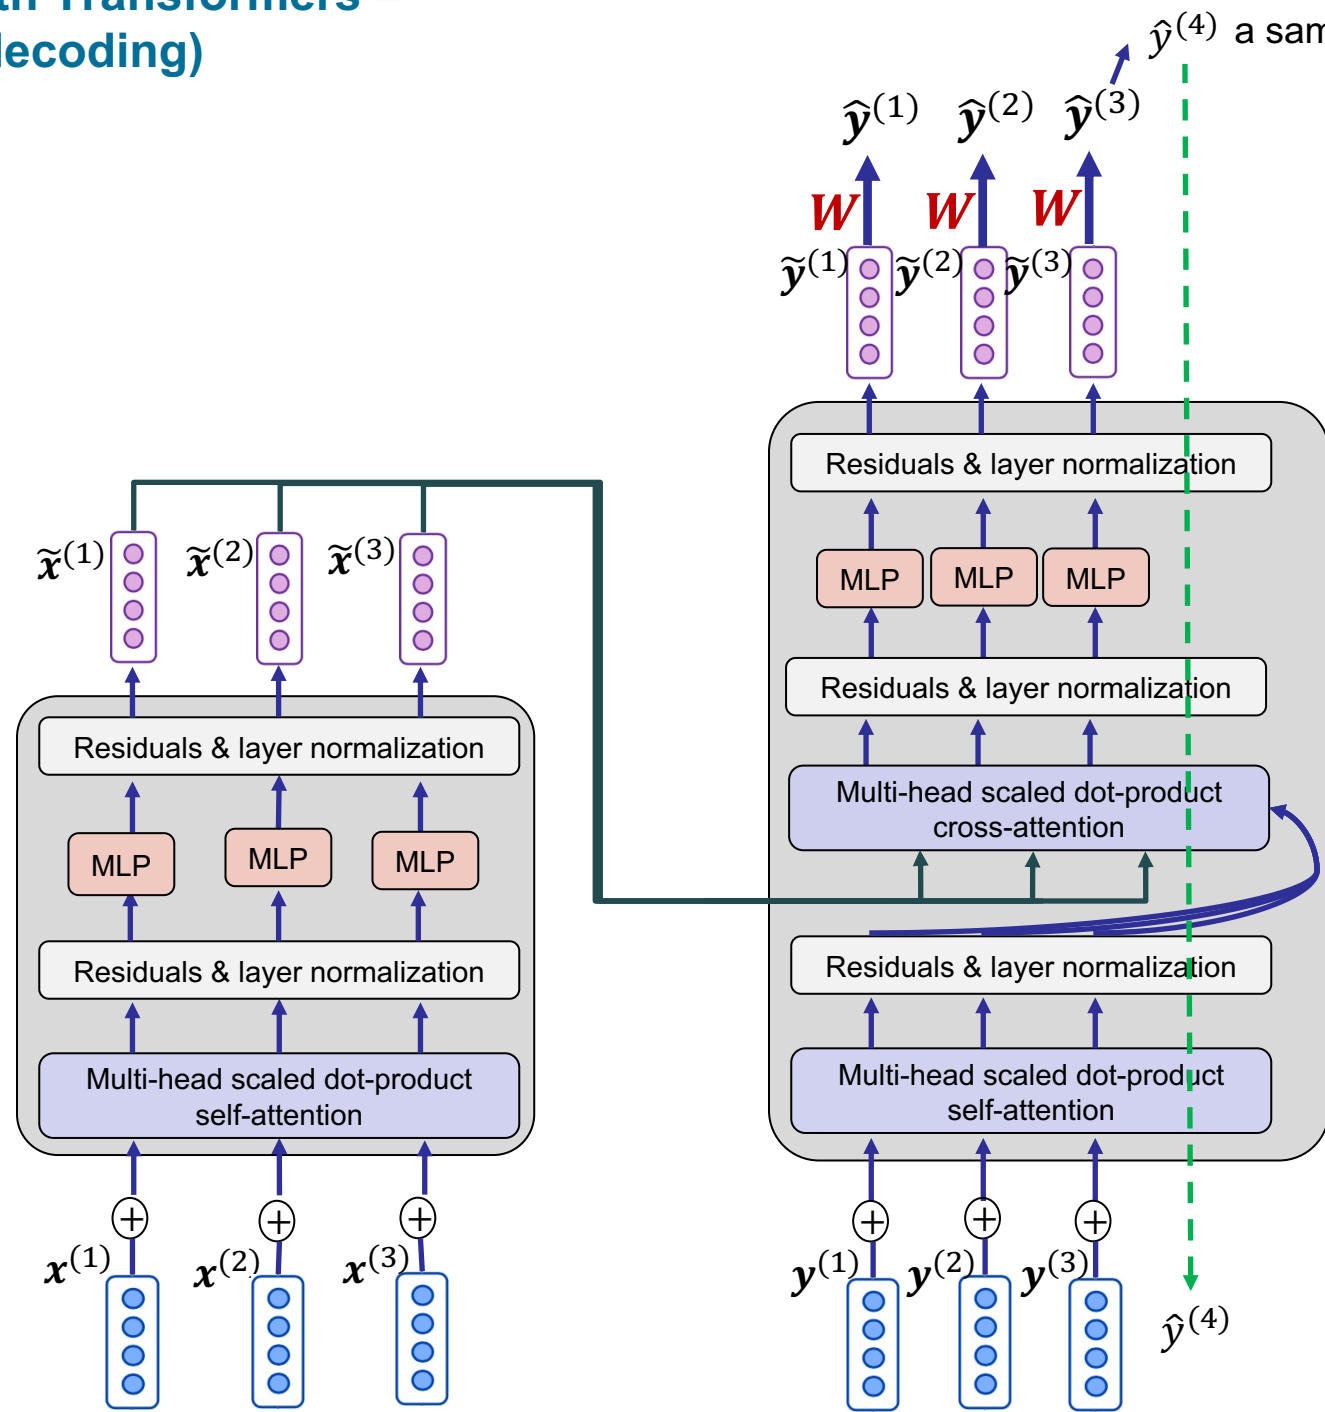 th Transformers –
decoding)
ŷ⁽⁴⁾ a sam
ŷ⁽¹⁾ ŷ⁽²⁾ ŷ⁽³⁾
W W W
ỹ⁽¹⁾ ỹ⁽²⁾ ỹ⁽³⁾
Residuals & layer normalization
MLP MLP MLP
Residuals & layer normalization
Multi-head scaled dot-product
cross-attention
Residuals & layer normalization
Multi-head scaled dot-product
self-attention
+ + +
y⁽¹⁾ y⁽²⁾ y⁽³⁾
ŷ⁽⁴⁾
x̃⁽¹⁾ x̃⁽²⁾ x̃⁽³⁾
Residuals & layer normalization
MLP MLP MLP
Residuals & layer normalization
Multi-head scaled dot-product
self-attention
+ + +
x⁽¹⁾ x⁽²⁾ x⁽³⁾